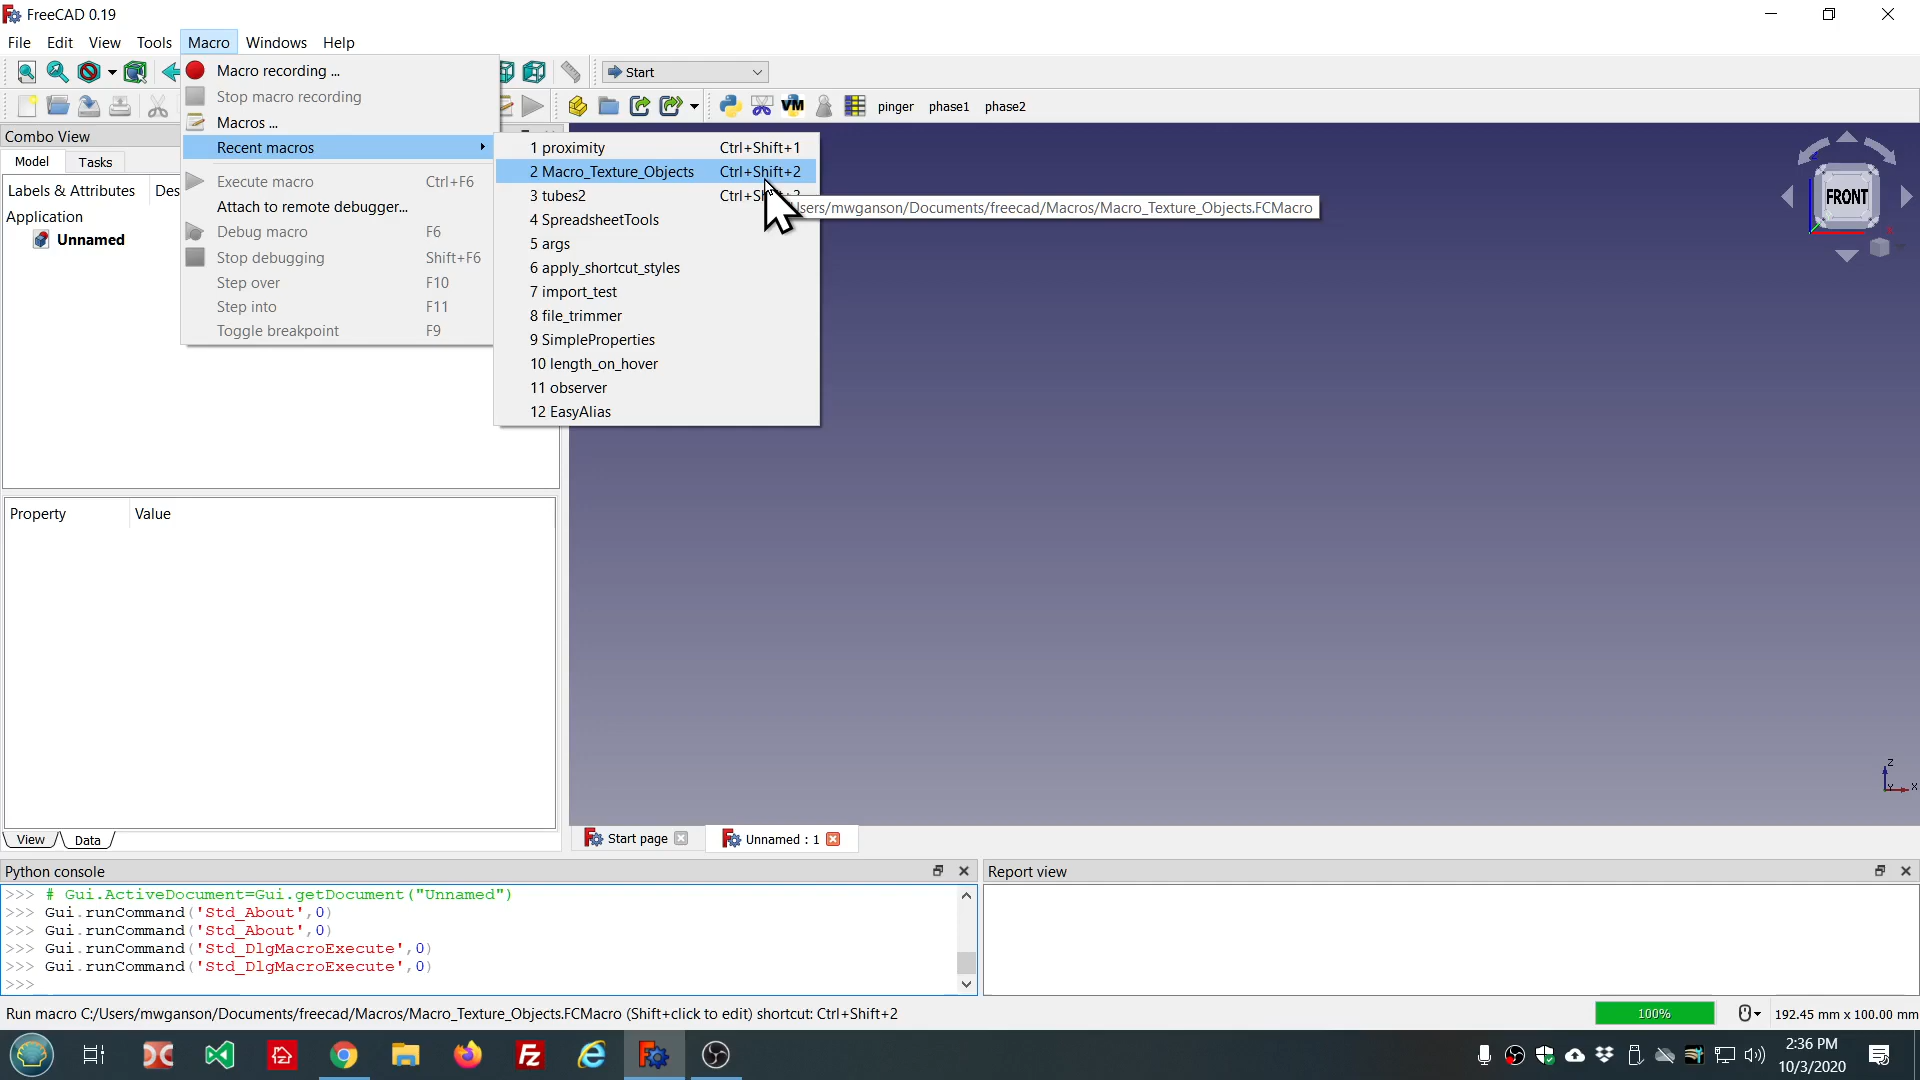 FreeCAD 0.19
File Edit View Tools Macro Windows Help
Macro recording ...
Stop macro recording
Macros ...
Recent macros
Execute macro Ctrl+F6
Attach to remote debugger...
Debug macro F6
Stop debugging Shift+F6
Step over F10
Step into F11
Toggle breakpoint F9
Start
pinger phase1 phase2
VM
Combo View
Model Tasks
Labels & Attributes Des
Application
Unnamed
1 proximity Ctrl+Shift+1
2 Macro_Texture_Objects Ctrl+Shift+2
3 tubes2
4 SpreadsheetTools
5 args
6 apply_shortcut_styles
7 import_test
8 file_trimmer
9 SimpleProperties
10 length_on_hover
11 observer
12 EasyAlias
sers/mwganson/Documents/freecad/Macros/Macro_Texture_Objects.FCMacro
FRONT
Z
X
Property Value
View Data
Start page
Unnamed : 1
Python console
>>> # Gui.ActiveDocument=Gui.getDocument("Unnamed")
>>> Gui.runCommand('Std_About',0)
>>> Gui.runCommand('Std_About',0)
>>> Gui.runCommand('Std_DlgMacroExecute',0)
>>> Gui.runCommand('Std_DlgMacroExecute',0)
>>>
Report view
Run macro C:/Users/mwganson/Documents/freecad/Macros/Macro_Texture_Objects.FCMacro (Shift+click to edit) shortcut: Ctrl+Shift+2
100%
192.45 mm x 100.00 mm
2:36 PM
10/3/2020